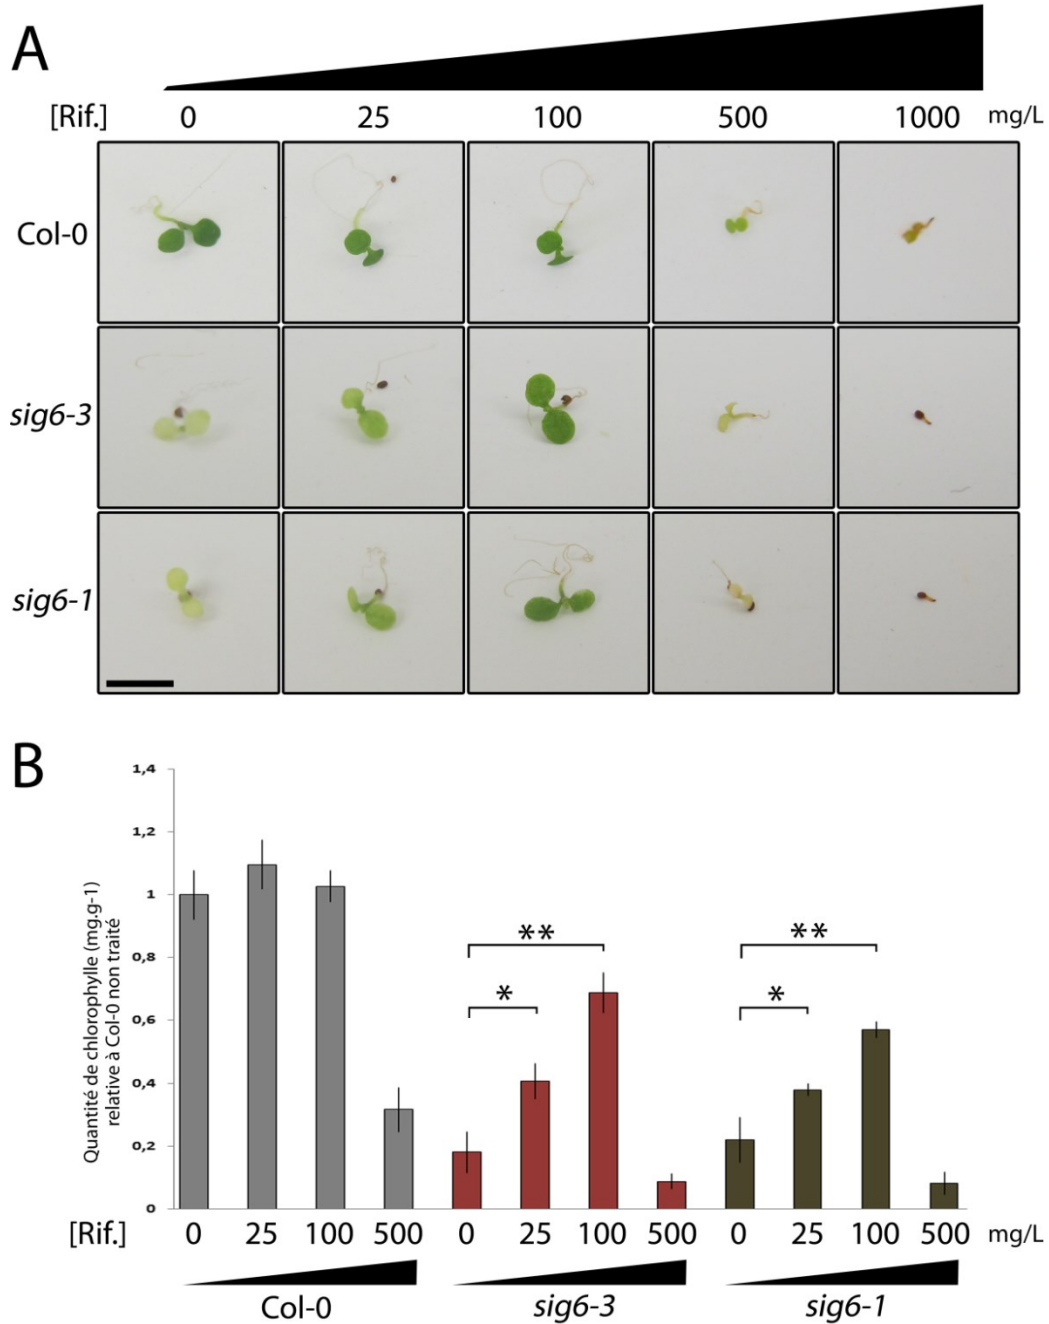 A
[Rif.] 0 25 100 500 1000 mg/L
Col-0
sig6-3
sig6-1
B
Quantité de chlorophylle (mg.g-1)
relative à Col-0 non traité
1,4
1,2
1
0,8
0,6
0,4
0,2
0
** **
* *
[Rif.] 0 25 100 500 0 25 100 500 0 25 100 500 mg/L
Col-0 sig6-3 sig6-1